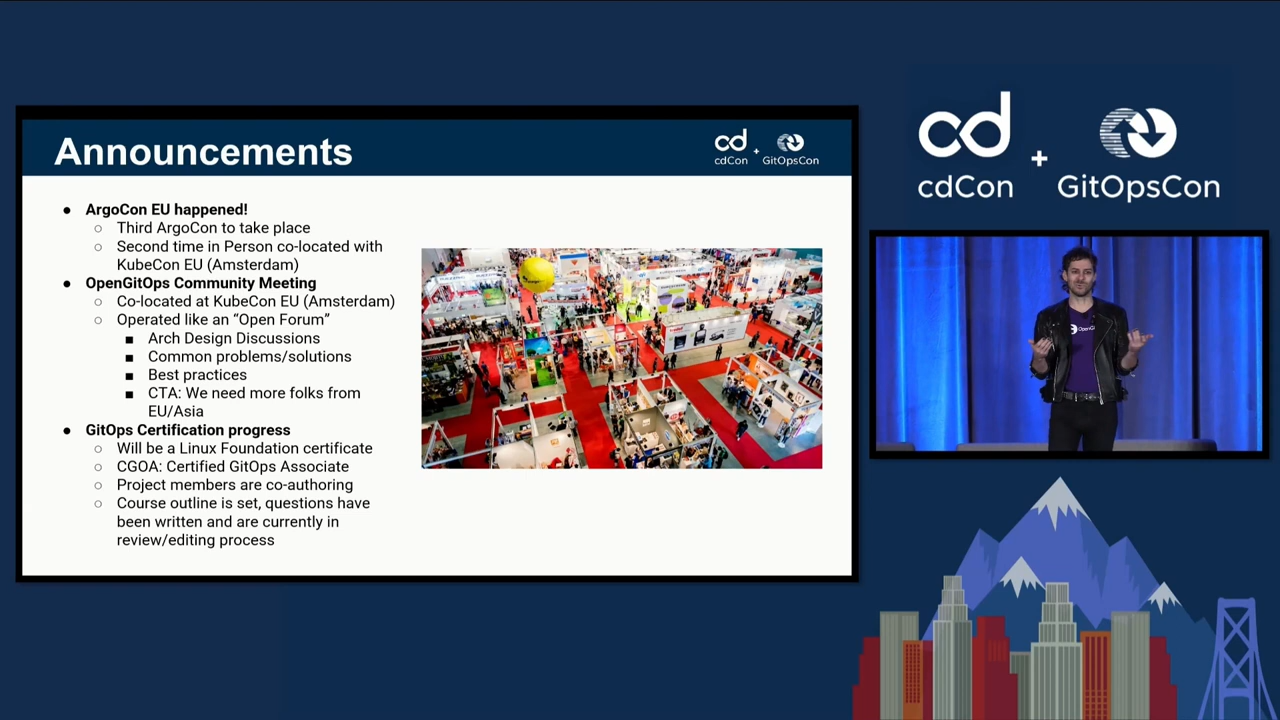 Announcements
cd
cdCon
+
GitOpsCon
● ArgoCon EU happened!
○ Third ArgoCon to take place
○ Second time in Person co-located with
KubeCon EU (Amsterdam)
● OpenGitOps Community Meeting
○ Co-located at KubeCon EU (Amsterdam)
○ Operated like an “Open Forum”
■ Arch Design Discussions
■ Common problems/solutions
■ Best practices
■ CTA: We need more folks from
EU/Asia
● GitOps Certification progress
○ Will be a Linux Foundation certificate
○ CGOA: Certified GitOps Associate
○ Project members are co-authoring
○ Course outline is set, questions have
been written and are currently in
review/editing process
cd
cdCon
+
GitOpsCon